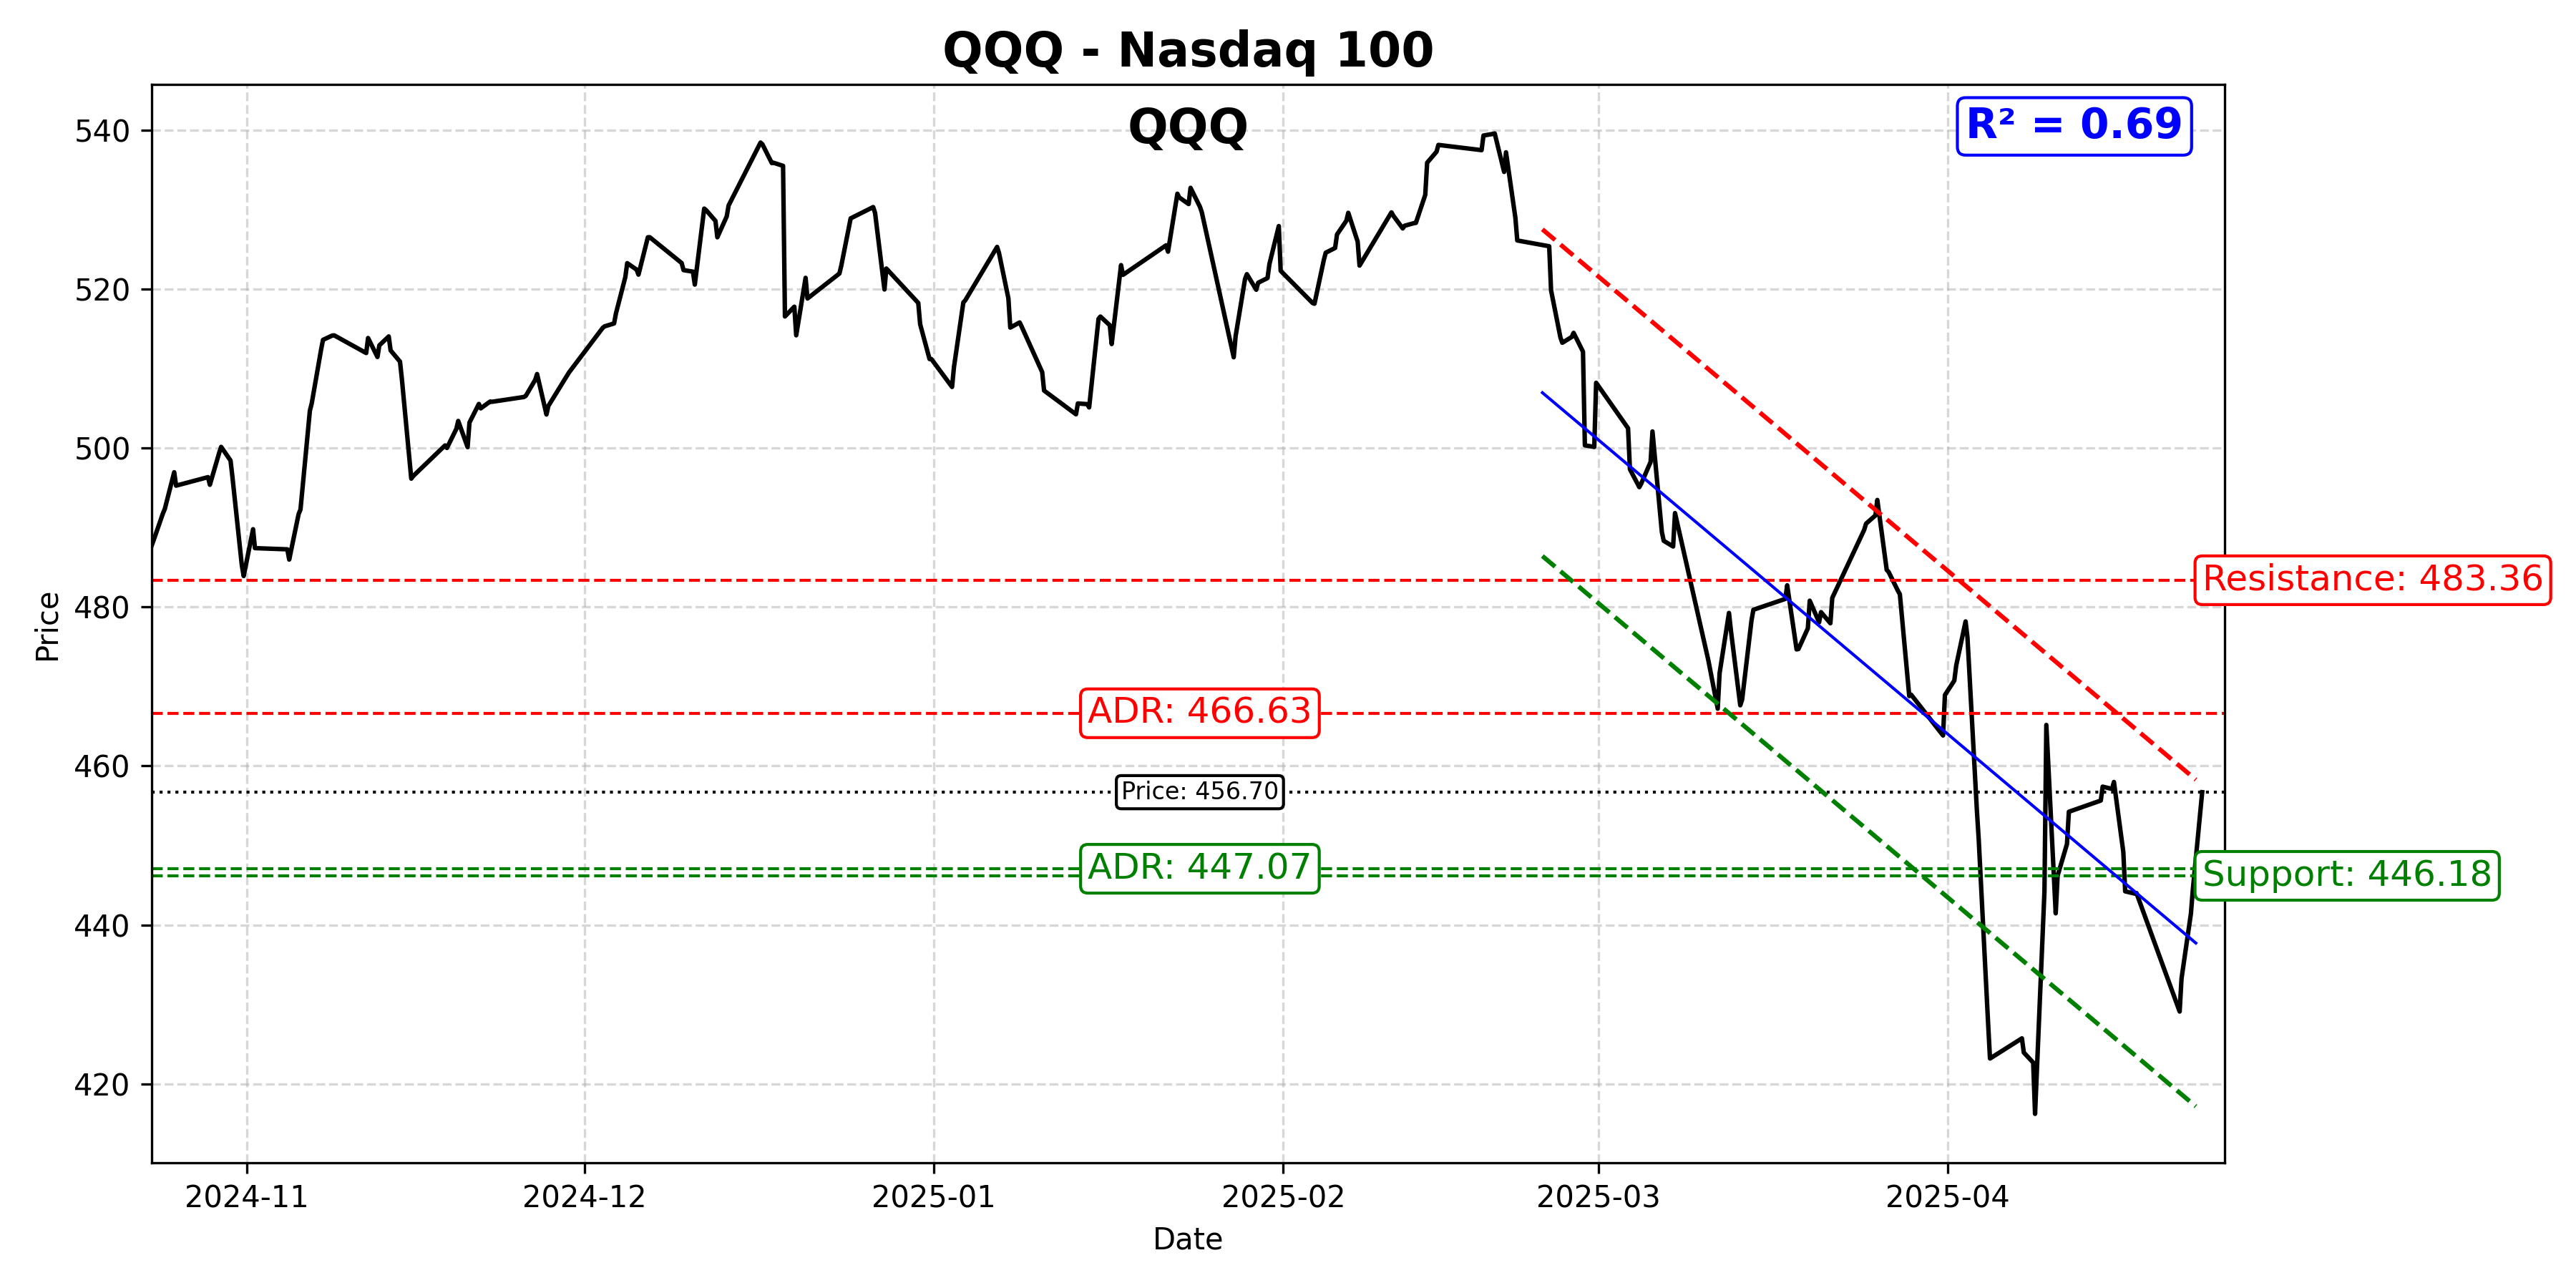 QQQ - Nasdaq 100
QQQ
R² = 0.69
540
520
500
480
460
440
420
Price
Resistance: 483.36
ADR: 466.63
Price: 456.70
ADR: 447.07
Support: 446.18
2024-11
2024-12
2025-01
2025-02
2025-03
2025-04
Date